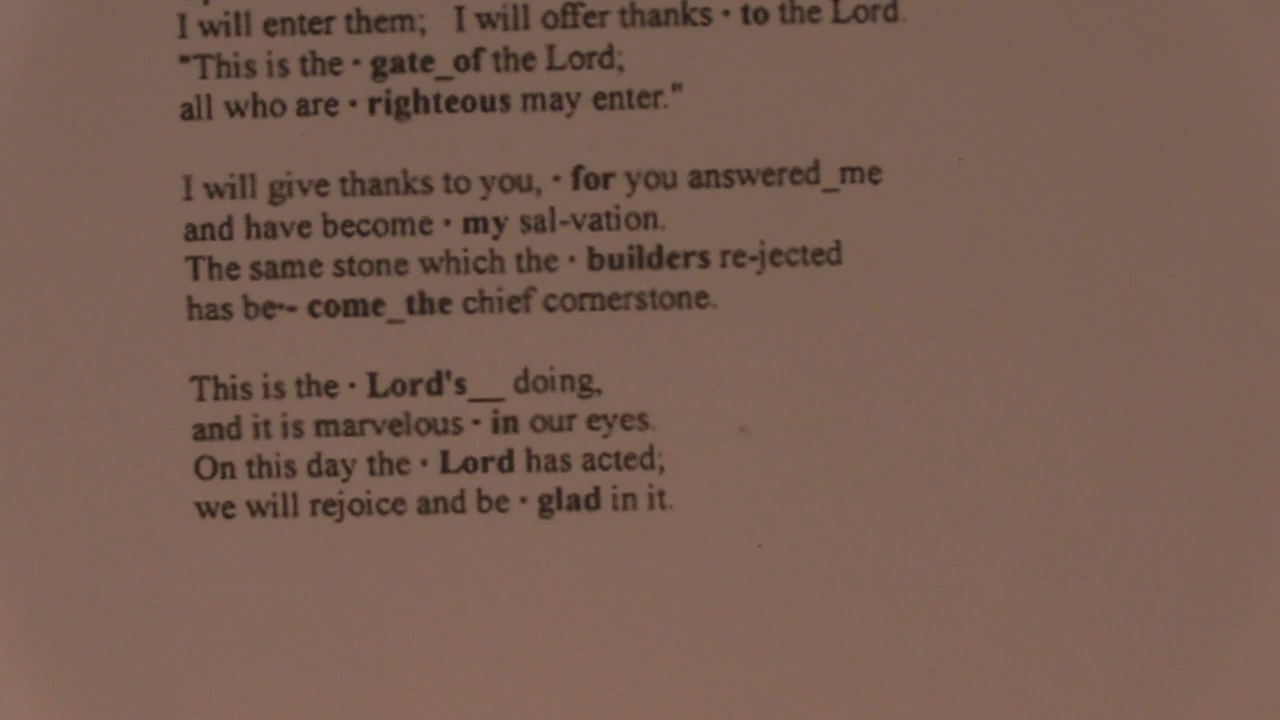 I will enter them; I will offer thanks · to the Lord.
"This is the · gate_of the Lord;
all who are · righteous may enter."
I will give thanks to you, · for you answered_me
and have become · my sal-vation.
The same stone which the · builders re-jected
has be-- come_the chief cornerstone.
This is the · Lord's__ doing,
and it is marvelous · in our eyes.
On this day the · Lord has acted;
we will rejoice and be · glad in it.